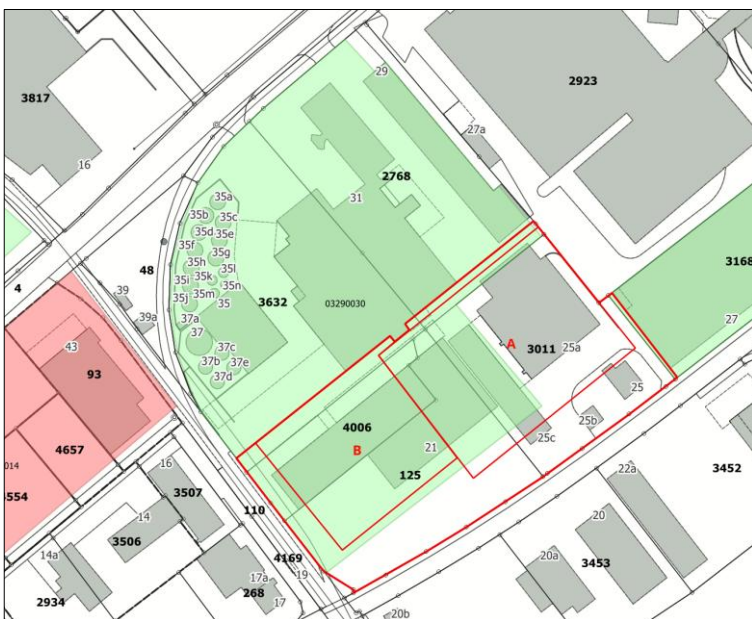 29
2923
3817
27a
16
2768
31
35a
35b
35c
35d
35e
35f
35g
3168
35h
35l
48
35k
35i
35n
35m
35
39
35j
3632
03290030
4
37a
39a
27
37
A
3011
25a
43
37c
37b
37e
93
37d
25
25b
4006
25c
4657
21
B
3452
014
16
125
22a
4554
3507
110
14
20
3506
4169
14a
20a
3453
17a
19
2934
268
17
20b